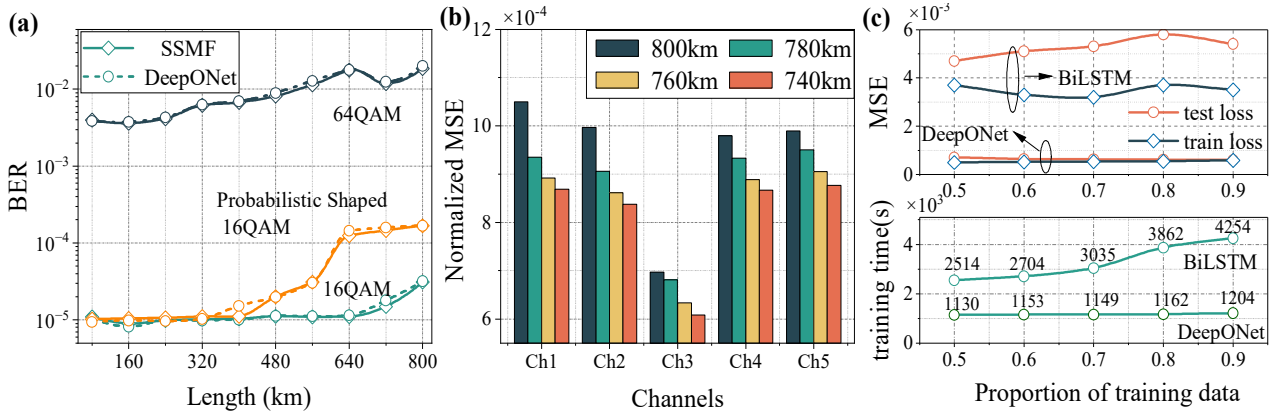 (a)
SSMF
DeepONet
64QAM
Probabilistic Shaped
16QAM
16QAM
10⁻²
10⁻³
10⁻⁴
10⁻⁵
BER
160 320 480 640 800
Length (km)
(b)
×10⁻⁴
800km 780km
760km 740km
12
10
8
6
Normalized MSE
Ch1 Ch2 Ch3 Ch4 Ch5
Channels
(c)
×10⁻³
6
4
2
0
MSE
BiLSTM
test loss
train loss
DeepONet
0.5 0.6 0.7 0.8 0.9
×10³
4
2
0
training time(s)
2514 2704 3035 3862 4254
BiLSTM
1130 1153 1149 1162 1204
DeepONet
0.5 0.6 0.7 0.8 0.9
Proportion of training data